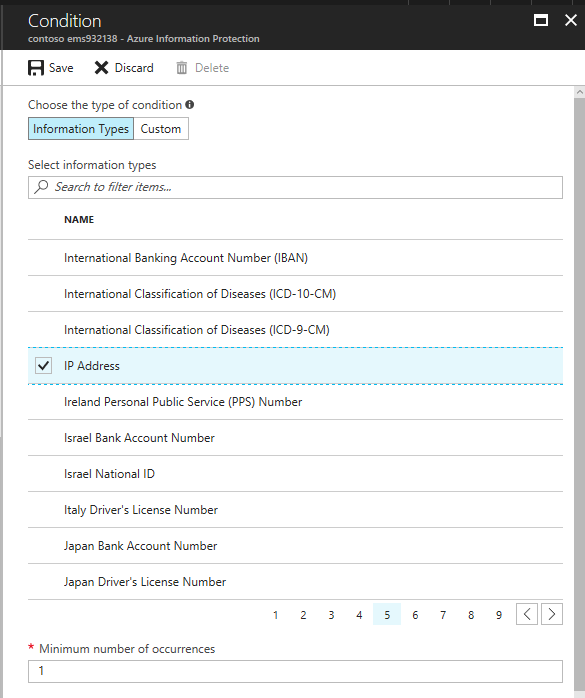 Condition
contoso ems932138 - Azure Information Protection
Save Discard Delete
Choose the type of condition
Information Types Custom
Select information types
Search to filter items...
NAME
International Banking Account Number (IBAN)
International Classification of Diseases (ICD-10-CM)
International Classification of Diseases (ICD-9-CM)
IP Address
Ireland Personal Public Service (PPS) Number
Israel Bank Account Number
Israel National ID
Italy Driver's License Number
Japan Bank Account Number
Japan Driver's License Number
1 2 3 4 5 6 7 8 9
* Minimum number of occurrences
1